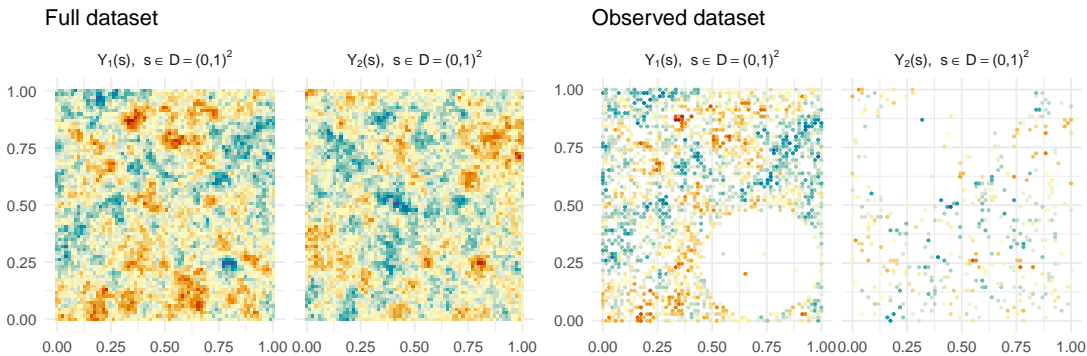 Full dataset
Observed dataset
Y₁(s), s ∈ D = (0,1)²
Y₂(s), s ∈ D = (0,1)²
Y₁(s), s ∈ D = (0,1)²
Y₂(s), s ∈ D = (0,1)²
1.00
0.75
0.50
0.25
0.00
0.00 0.25 0.50 0.75 1.00
0.00 0.25 0.50 0.75 1.00
1.00
0.75
0.50
0.25
0.00
0.00 0.25 0.50 0.75 1.00
0.00 0.25 0.50 0.75 1.00